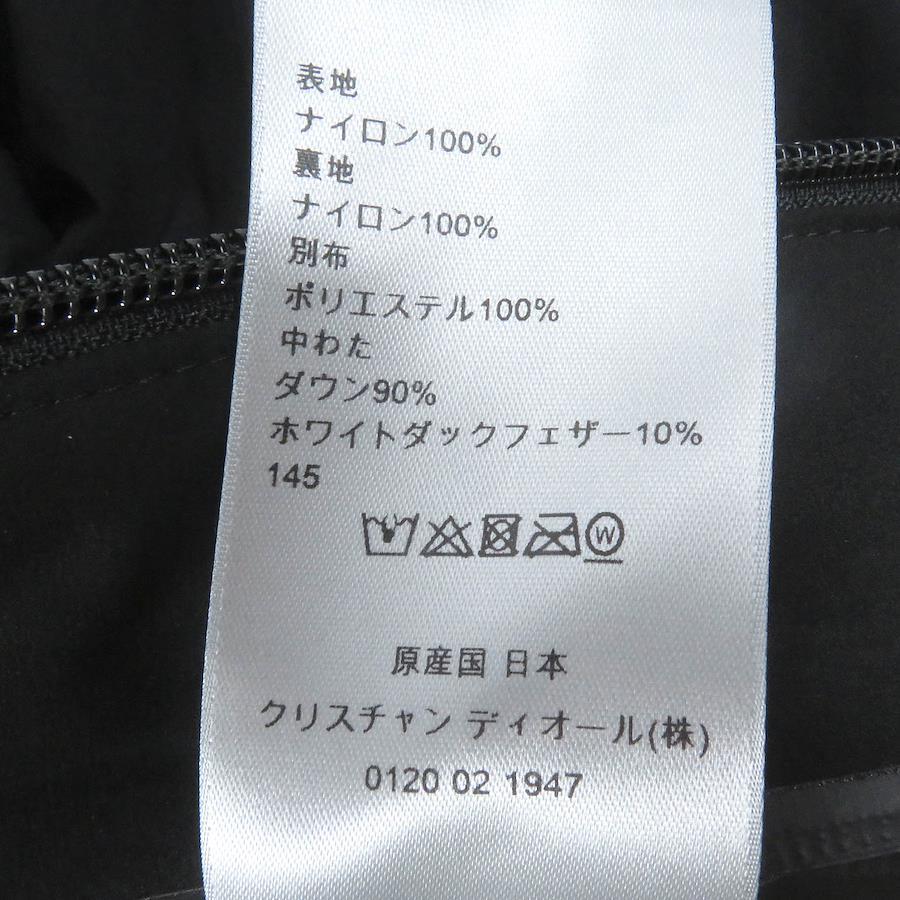 表地
ナイロン100%
裏地
ナイロン100%
別布
ポリエステル100%
中わた
ダウン90%
ホワイトダックフェザー10%
145
W
原産国 日本
クリスチャン ディオール(株)
0120 02 1947